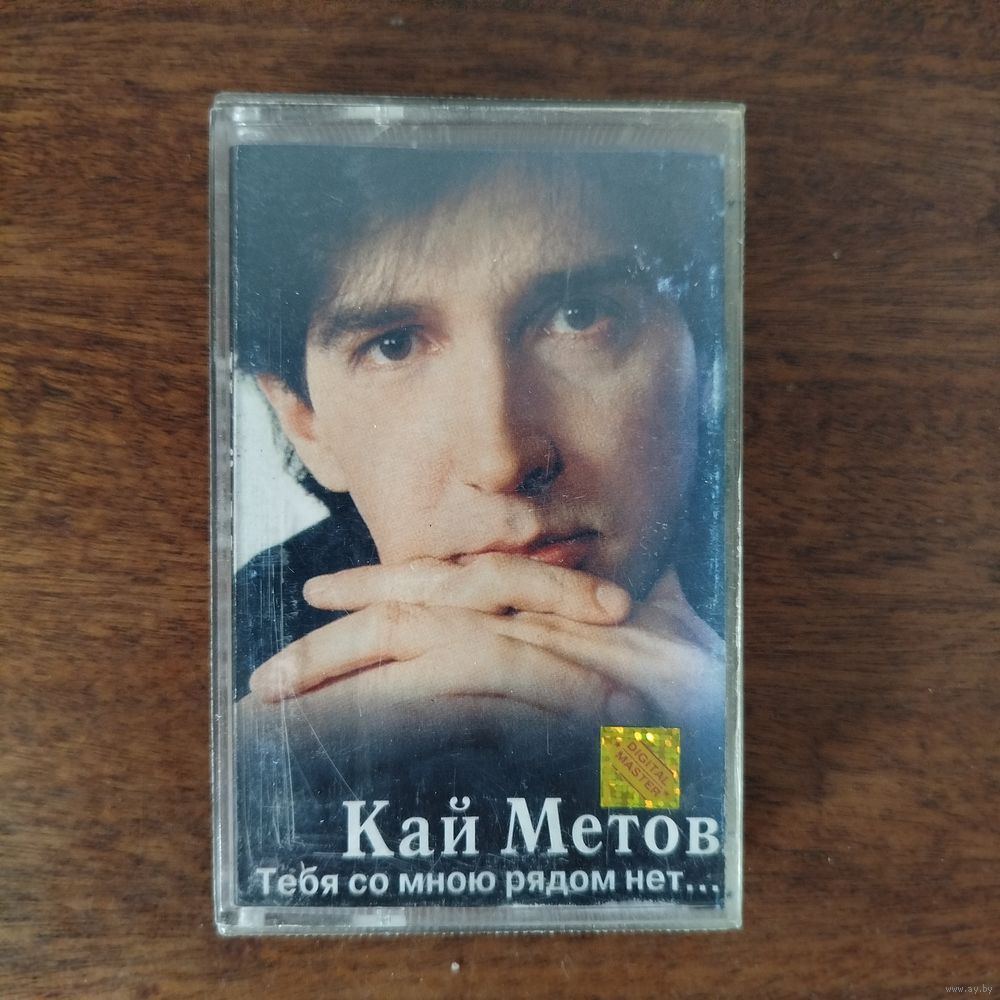 DIGITAL
MASTER
Кай Метов
Тебя со мною рядом нет...
www.ay.by